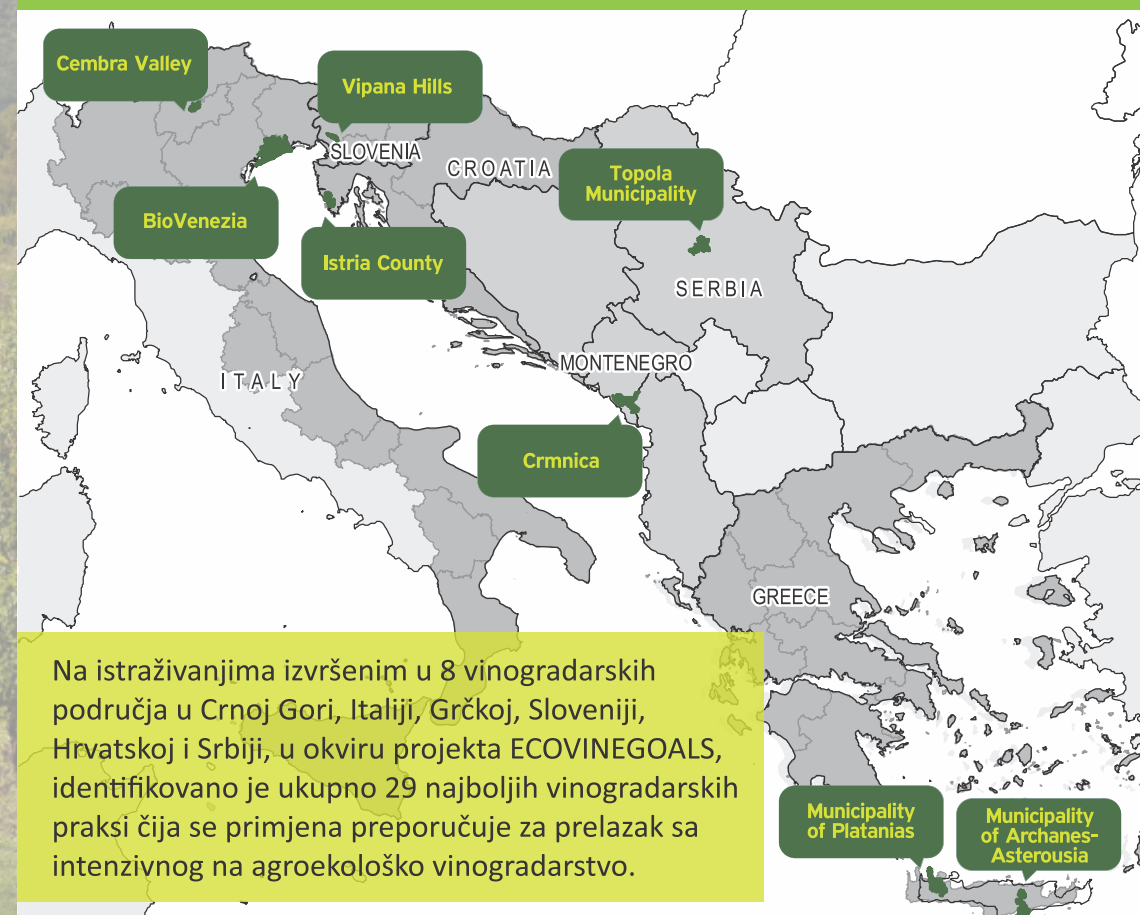 Cembra Valley
Vipana Hills
SLOVENIA
CROATIA
Topola
Municipality
BioVenezia
Istria County
SERBIA
MONTENEGRO
ITALY
Crmnica
GREECE
Na istraživanjima izvršenim u 8 vinogradarskih
područja u Crnoj Gori, Italiji, Grčkoj, Sloveniji,
Hrvatskoj i Srbiji, u okviru projekta ECOVINEGOALS,
identifikovano je ukupno 29 najboljih vinogradarskih
praksi čija se primjena preporučuje za prelazak sa
intenzivnog na agroekološko vinogradarstvo.
Municipality
of Platanias
Municipality
of Archanes-
Asterousia